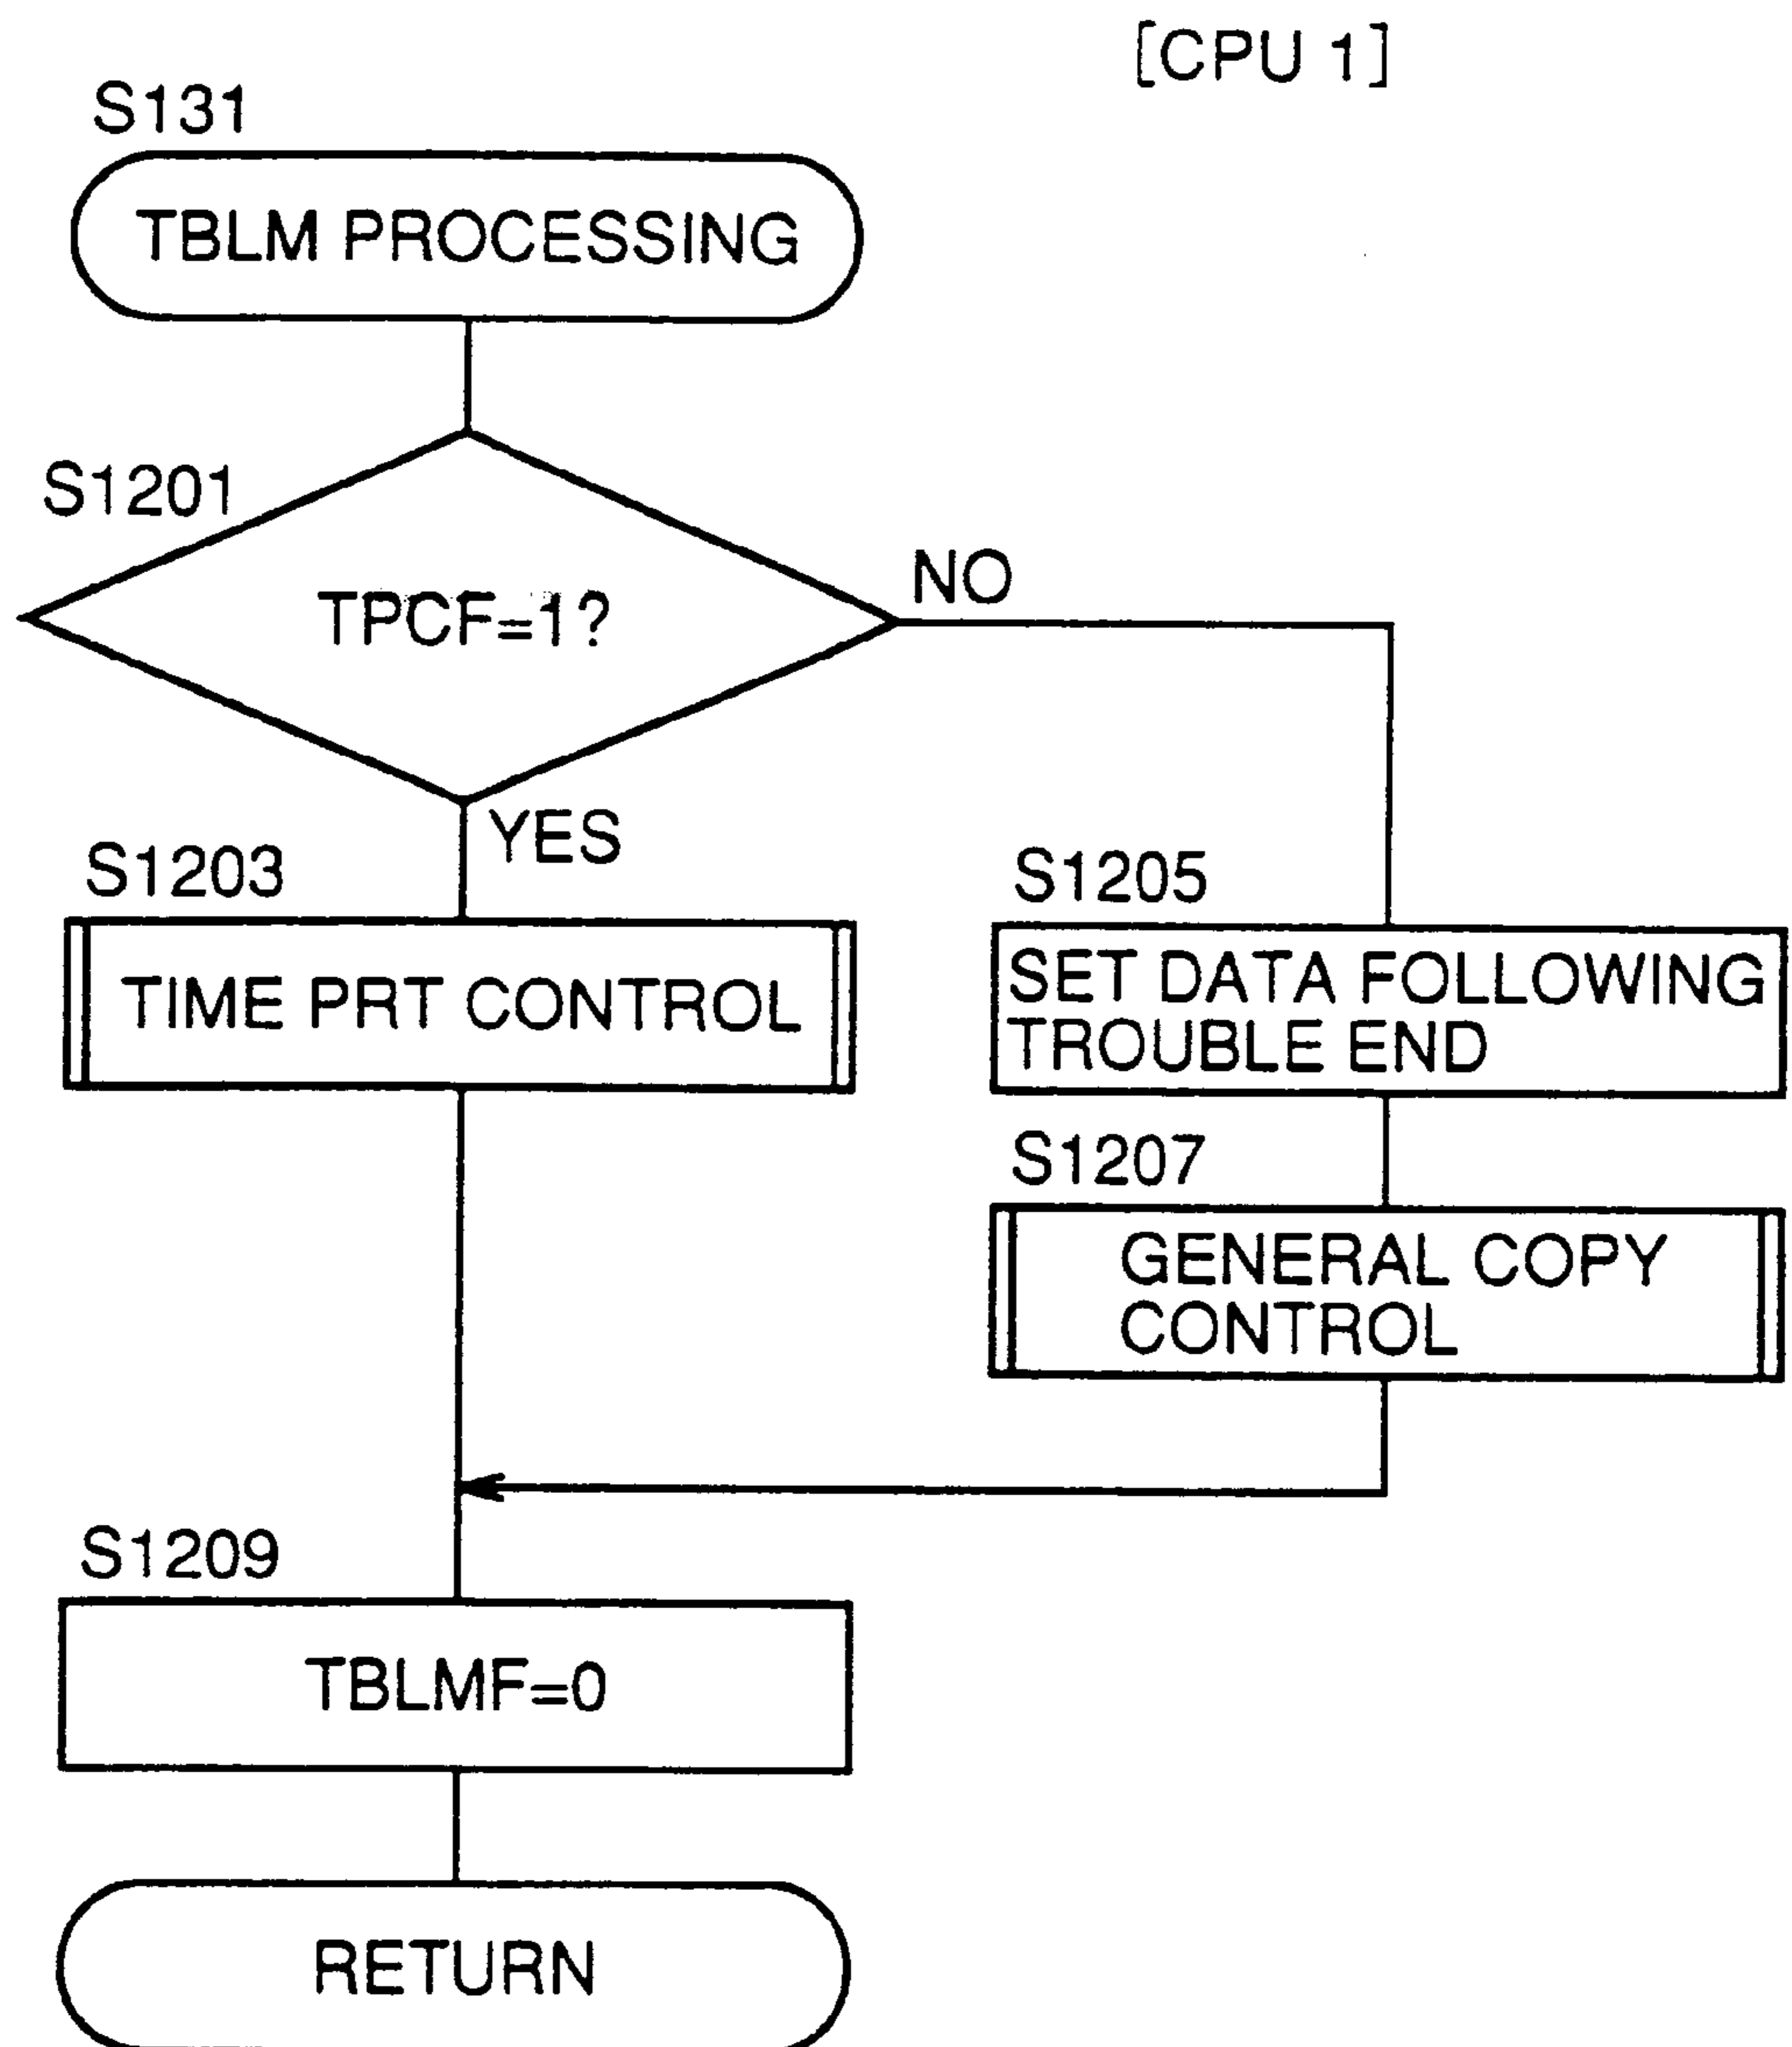 [CPU 1]
S131
TBLM PROCESSING
S1201
TPCF=1?
NO
YES
S1203
TIME PRT CONTROL
S1205
SET DATA FOLLOWING
TROUBLE END
S1207
GENERAL COPY
CONTROL
S1209
TBLMF=0
RETURN